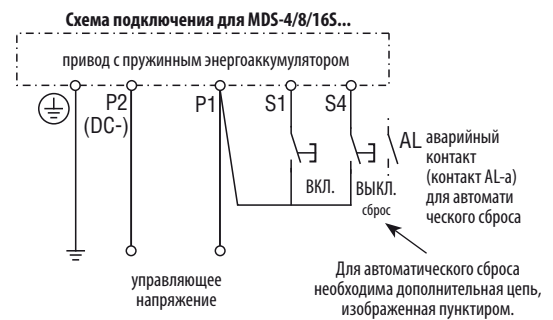 Схема подключения для MDS-4/8/16S...
привод с пружинным энергоаккумулятором
P2
(DC-)
P1
S1
S4
AL
аварийный
контакт
(контакт AL-a)
для автомати
ческого сброса
ВКЛ.
ВЫКЛ.
сброс
управляющее
напряжение
Для автоматического сброса
необходима дополнительная цепь,
изображенная пунктиром.